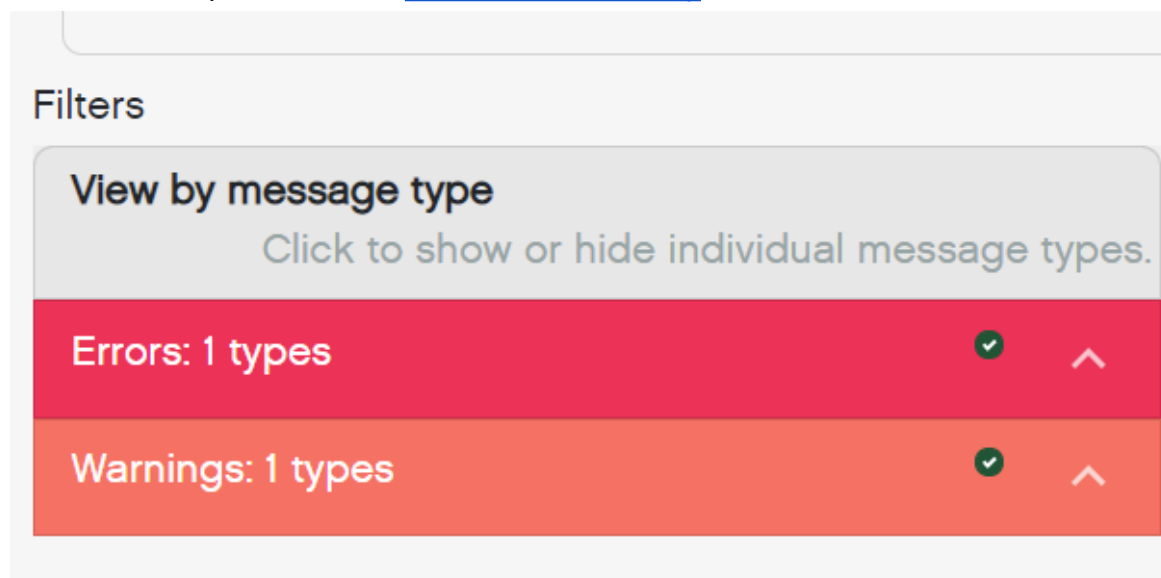 Filters
View by message type
Click to show or hide individual message types.
Errors: 1 types
Warnings: 1 types